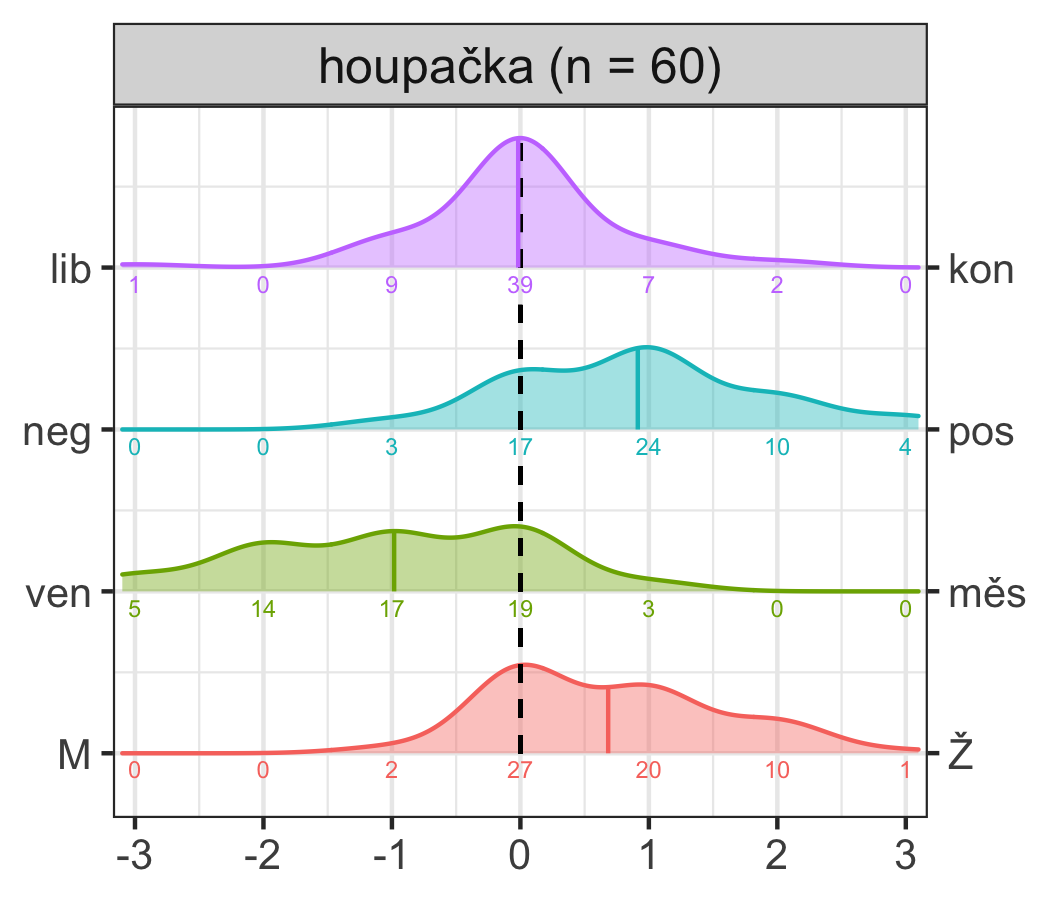 houpačka (n = 60)
lib kon
1 0 9 39 7 2 0
neg pos
0 0 3 17 24 10 4
ven měs
5 14 17 19 3 0 0
M Ž
0 0 2 27 20 10 1
-3 -2 -1 0 1 2 3